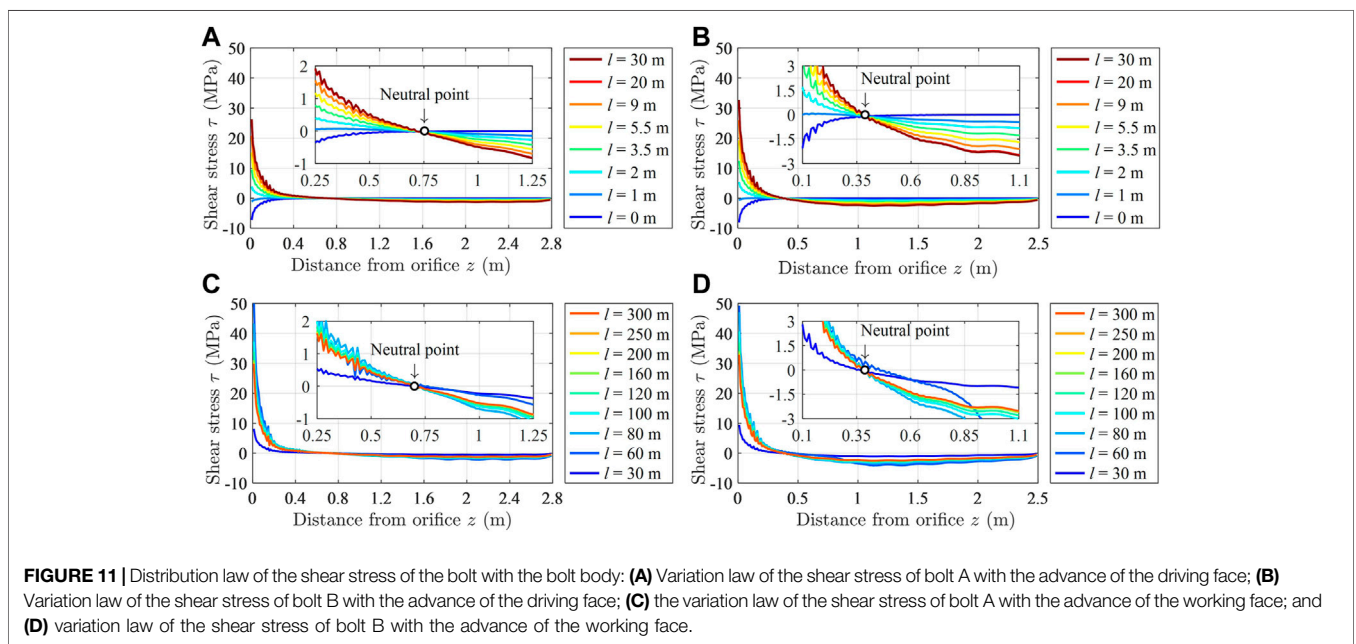 A
50
40
30
20
10
0
-10
Shear stress τ (MPa)
0 0.4 0.8 1.2 1.6 2 2.4 2.8
Distance from orifice z (m)
2
1
0
-1
0.25 0.5 0.75 1 1.25
Neutral point
l = 30 m
l = 20 m
l = 9 m
l = 5.5 m
l = 3.5 m
l = 2 m
l = 1 m
l = 0 m
B
50
40
30
20
10
0
-10
Shear stress τ (MPa)
0 0.5 1 1.5 2 2.5
Distance from orifice z (m)
3
1.5
0
-1.5
-3
0.1 0.35 0.6 0.85 1.1
Neutral point
l = 30 m
l = 20 m
l = 9 m
l = 5.5 m
l = 3.5 m
l = 2 m
l = 1 m
l = 0 m
C
50
40
30
20
10
0
-10
Shear stress τ (MPa)
0 0.4 0.8 1.2 1.6 2 2.4 2.8
Distance from orifice z (m)
2
1
0
-1
0.25 0.5 0.75 1 1.25
Neutral point
l = 300 m
l = 250 m
l = 200 m
l = 160 m
l = 120 m
l = 100 m
l = 80 m
l = 60 m
l = 30 m
D
50
40
30
20
10
0
-10
Shear stress τ (MPa)
0 0.5 1 1.5 2 2.5
Distance from orifice z (m)
3
1.5
0
-1.5
-3
0.1 0.35 0.6 0.85 1.1
Neutral point
l = 300 m
l = 250 m
l = 200 m
l = 160 m
l = 120 m
l = 100 m
l = 80 m
l = 60 m
l = 30 m
FIGURE 11 | Distribution law of the shear stress of the bolt with the bolt body: (A) Variation law of the shear stress of bolt A with the advance of the driving face; (B)
Variation law of the shear stress of bolt B with the advance of the driving face; (C) the variation law of the shear stress of bolt A with the advance of the working face; and
(D) variation law of the shear stress of bolt B with the advance of the working face.